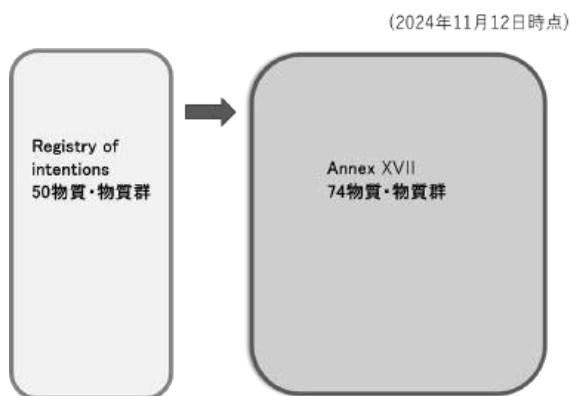 (2024年11月12日時点)
Registry of
intentions
50物質・物質群
Annex XVII
74物質・物質群